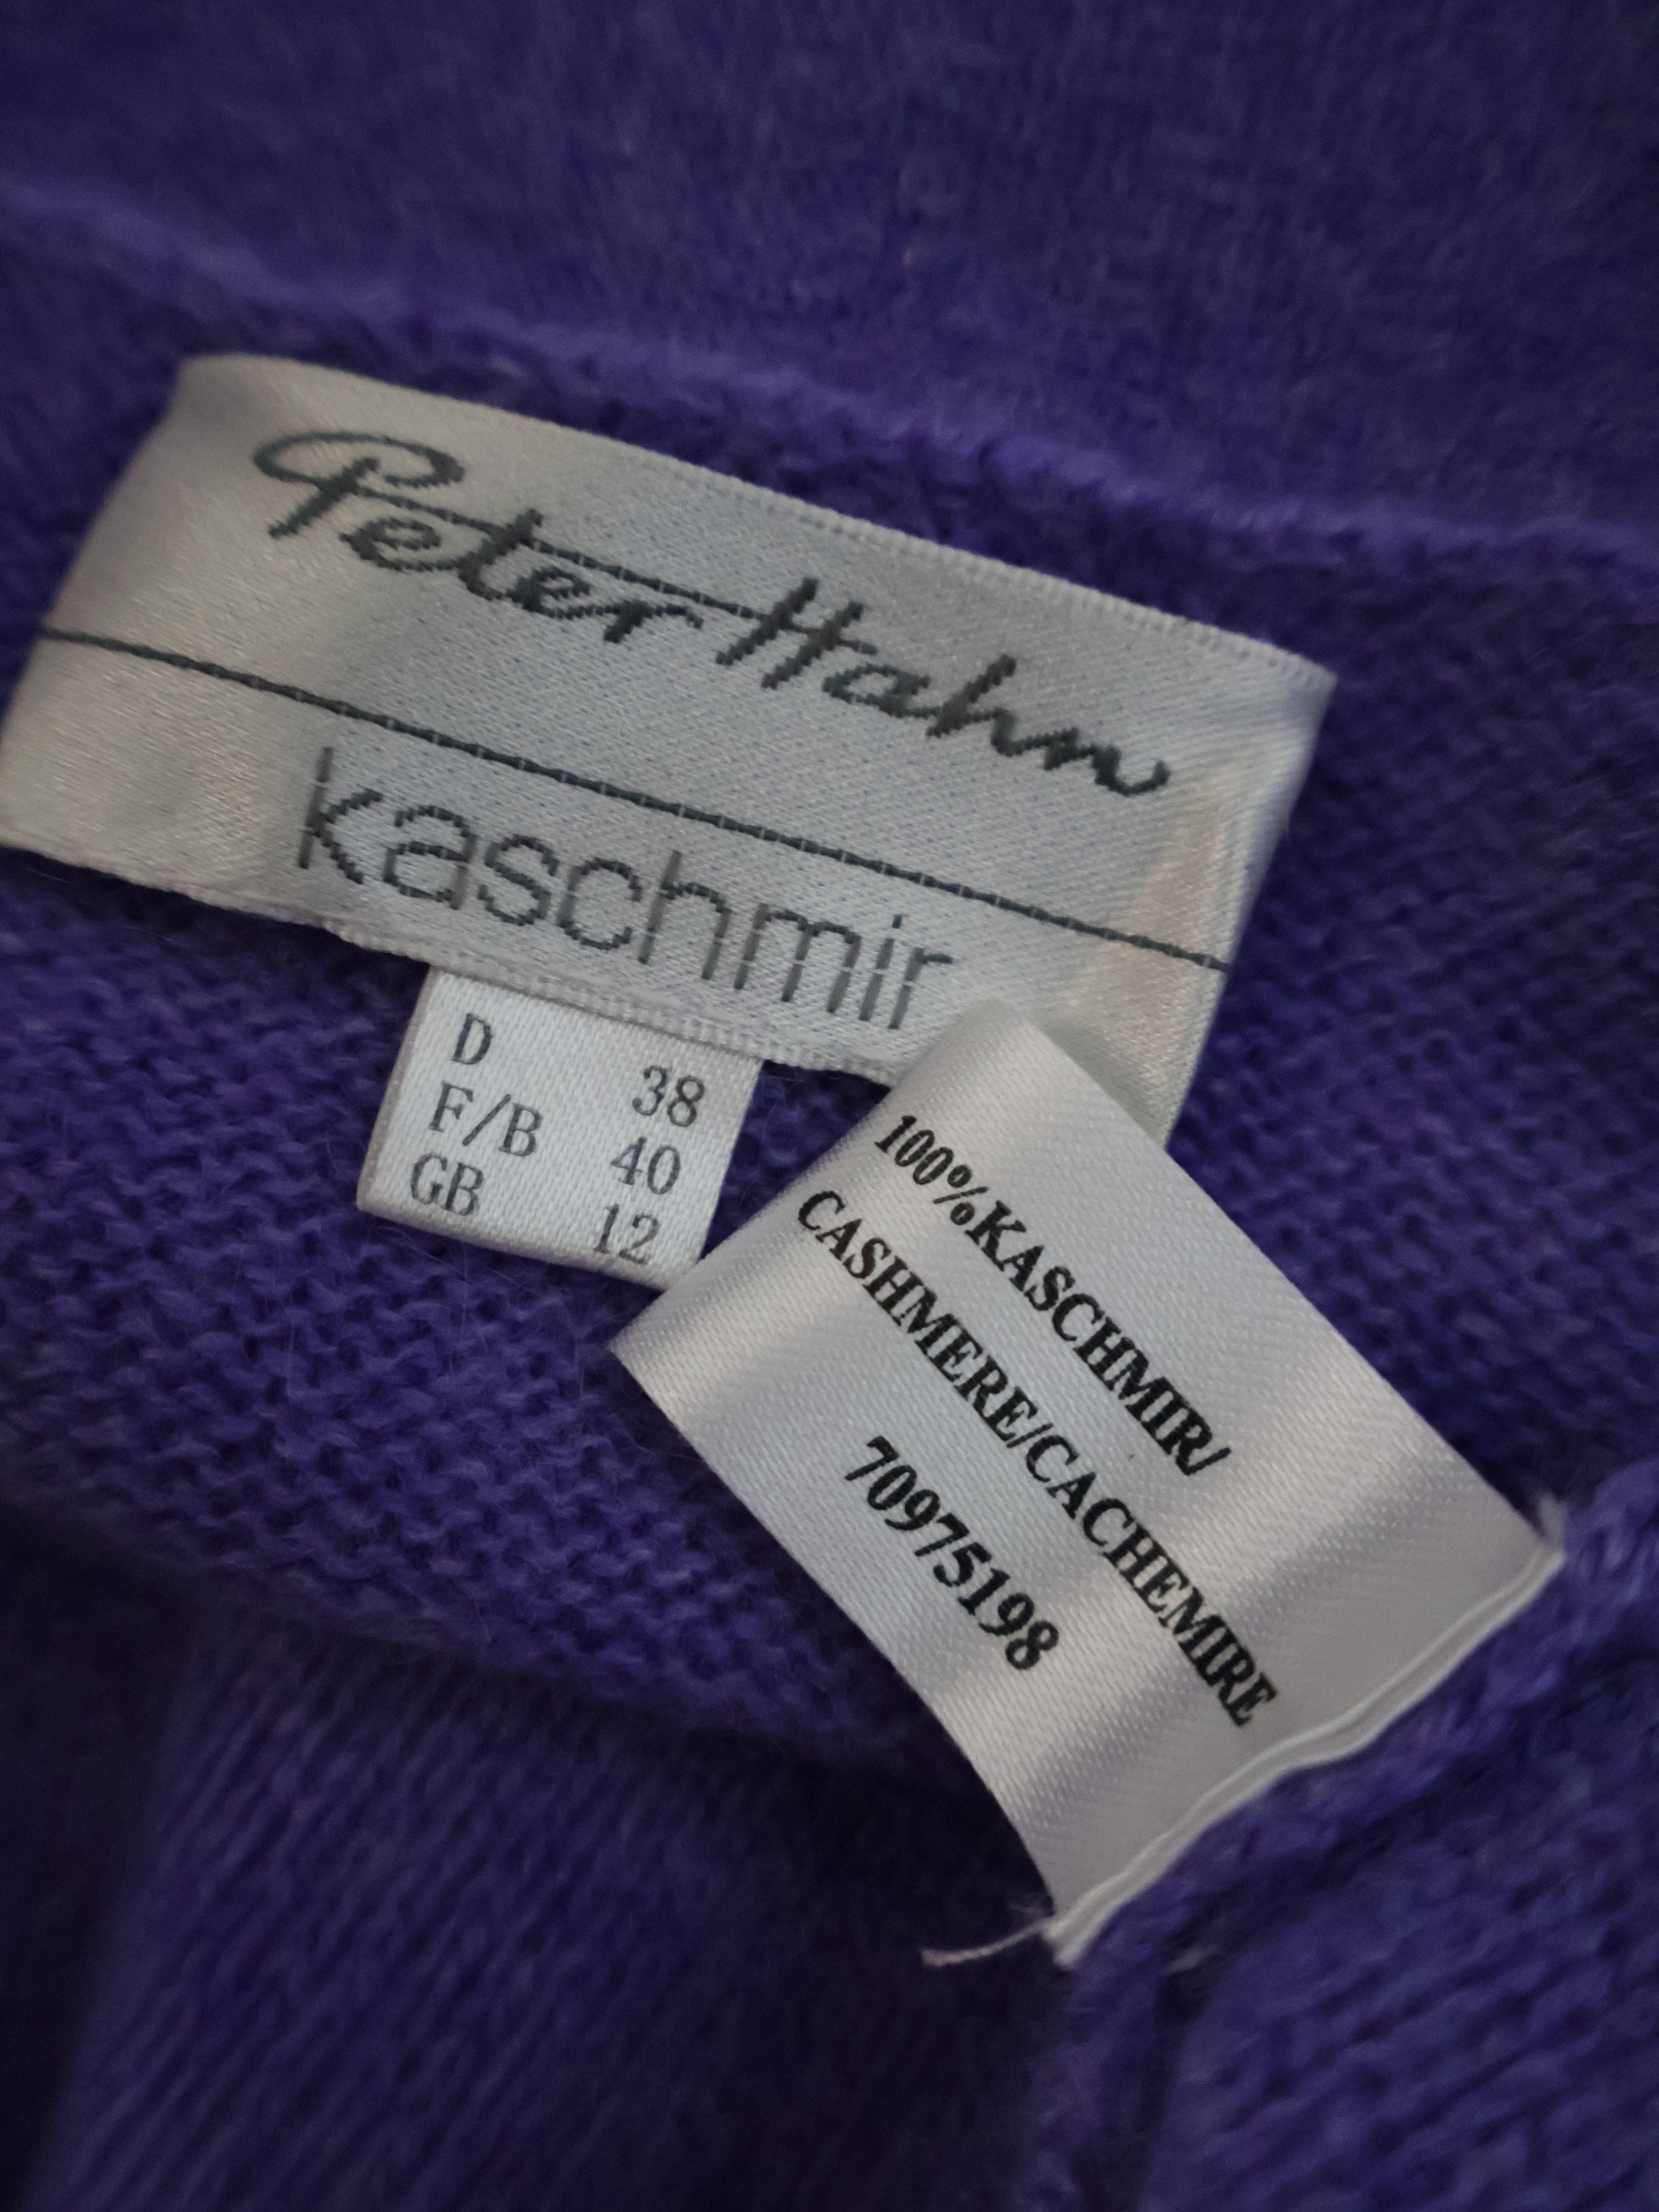 Peter Hahn
kaschmir
D 38
F/B 40
GB 12
100%KASCHMIR/
CASHMERE/CACHEMIRE
70975198